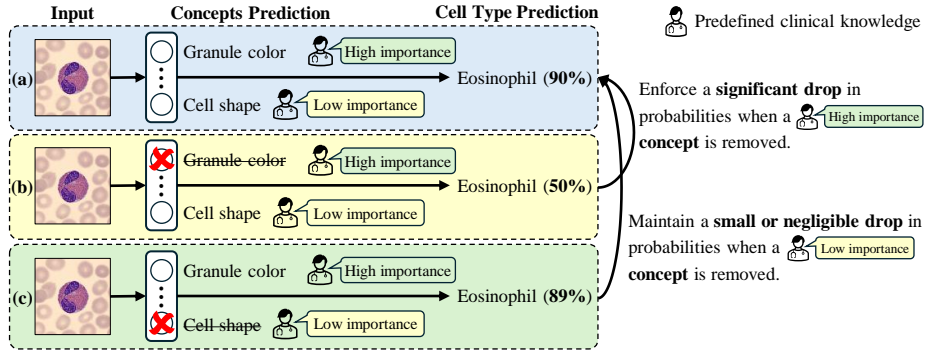 Input Concepts Prediction Cell Type Prediction
Predefined clinical knowledge
(a)
Granule color High importance
Eosinophil (90%)
Cell shape Low importance
Enforce a significant drop in
probabilities when a High importance
concept is removed.
(b)
Granule color High importance
Eosinophil (50%)
Cell shape Low importance
Maintain a small or negligible drop in
probabilities when a Low importance
concept is removed.
(c)
Granule color High importance
Eosinophil (89%)
Cell shape Low importance